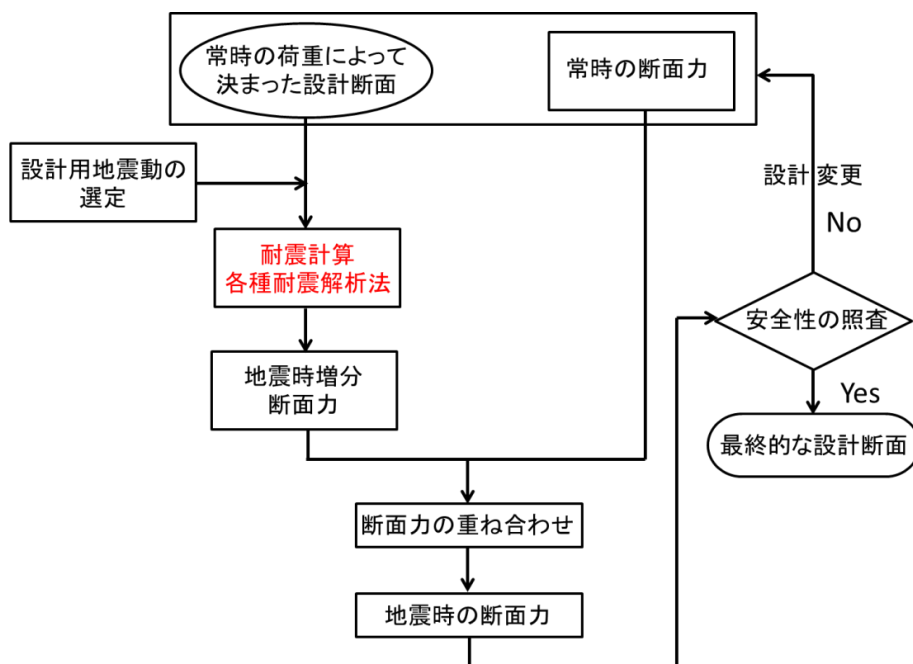 常時の荷重によって
決まった設計断面
常時の断面力
設計用地震動の
選定
設計 変更
No
耐震計算
各種耐震解析法
安全性の照査
地震時増分
断面力
Yes
最終的な設計断面
断面力の重ね合わせ
地震時の断面力